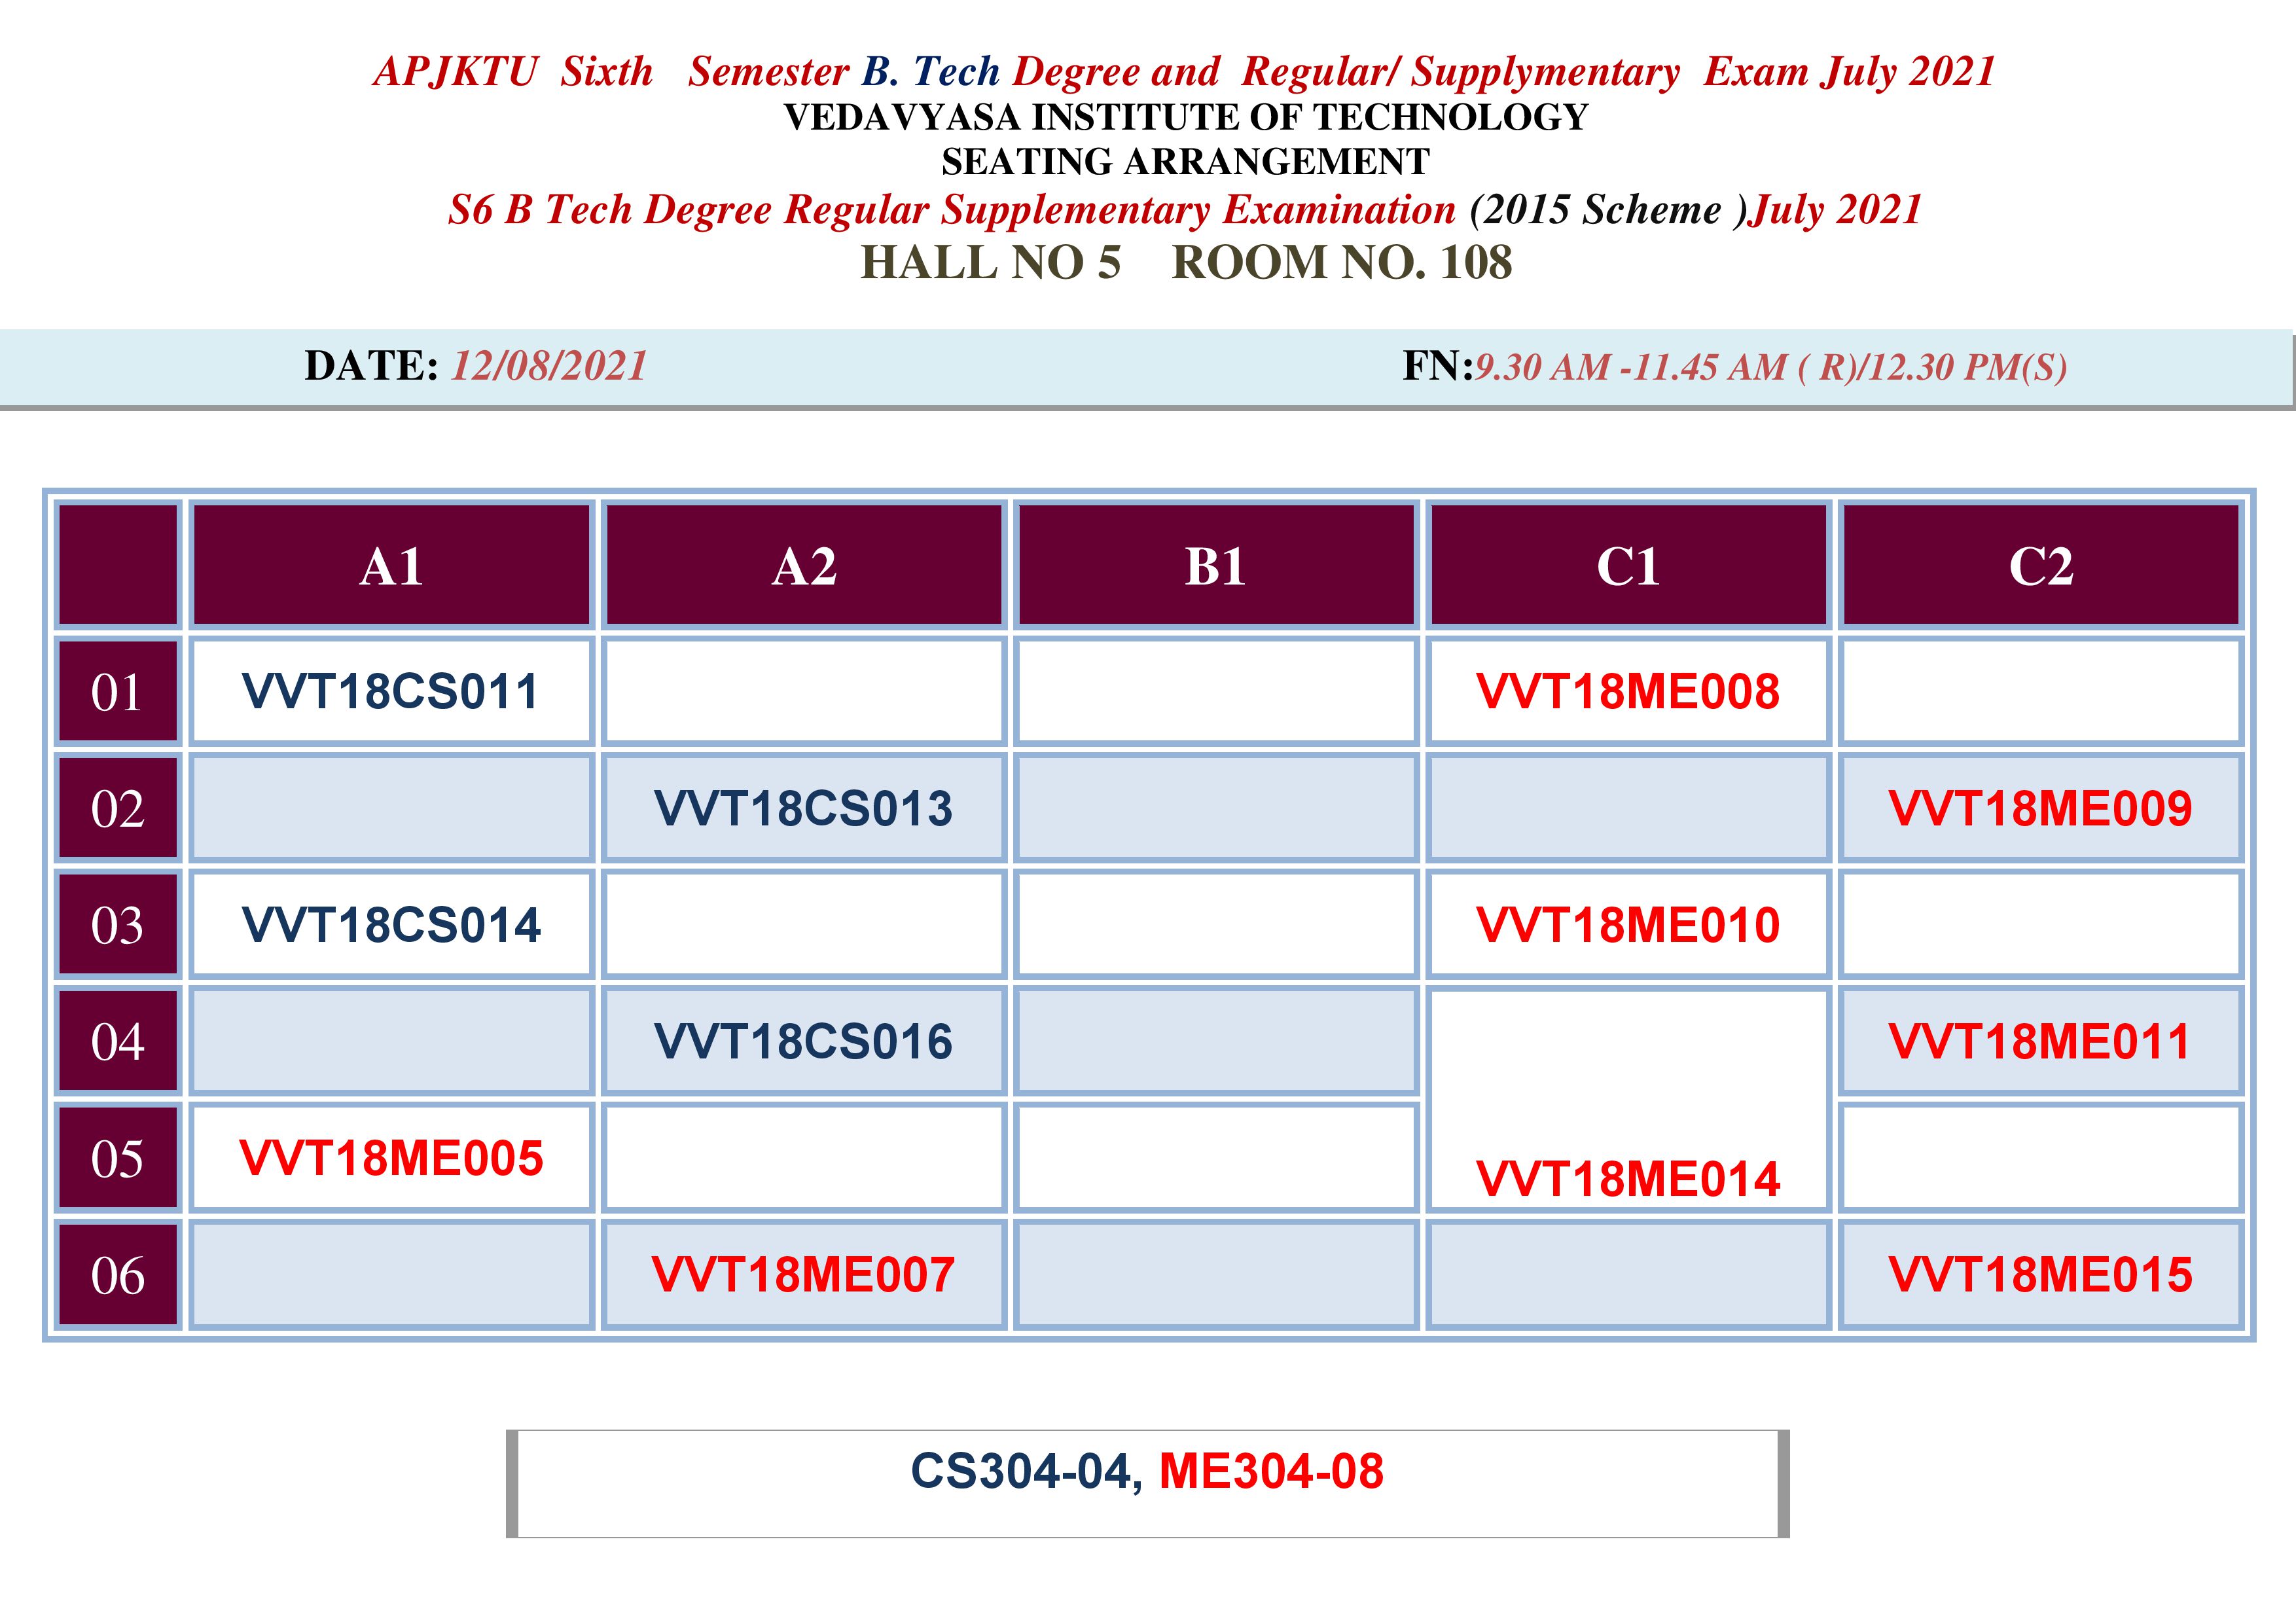 APJKTU Sixth Semester B. Tech Degree and Regular/ Supplymentary Exam July 2021
VEDAVYASA INSTITUTE OF TECHNOLOGY
SEATING ARRANGEMENT
S6 B Tech Degree Regular Supplementary Examination (2015 Scheme )July 2021
HALL NO 5 ROOM NO. 108
DATE: 12/08/2021 FN:9.30 AM -11.45 AM ( R)/12.30 PM(S)
A1 A2 B1 C1 C2
01 VVT18CS011 VVT18ME008
02 VVT18CS013 VVT18ME009
03 VVT18CS014 VVT18ME010
04 VVT18CS016 VVT18ME011
05 VVT18ME005 VVT18ME014
06 VVT18ME007 VVT18ME015
CS304-04, ME304-08